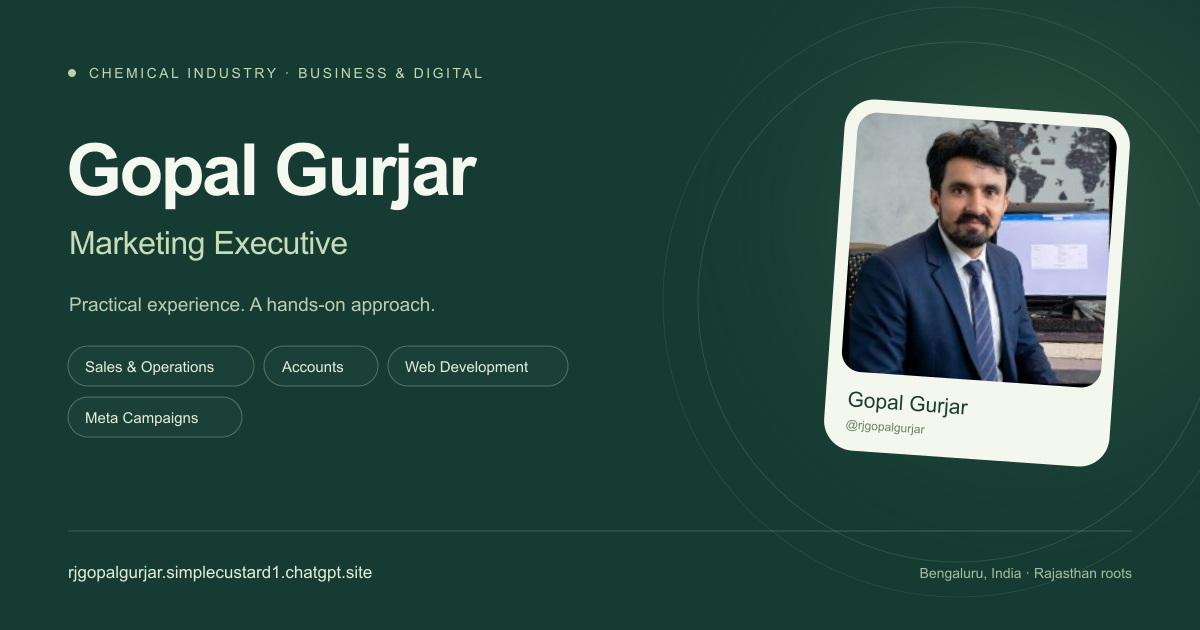 CHEMICAL INDUSTRY · BUSINESS & DIGITAL
Gopal Gurjar
Marketing Executive
Practical experience. A hands-on approach.
Sales & Operations
Accounts
Web Development
Meta Campaigns
Gopal Gurjar
@rjgopalgurjar
rjgopalgurjar.simplecustard1.chatgpt.site
Bengaluru, India · Rajasthan roots